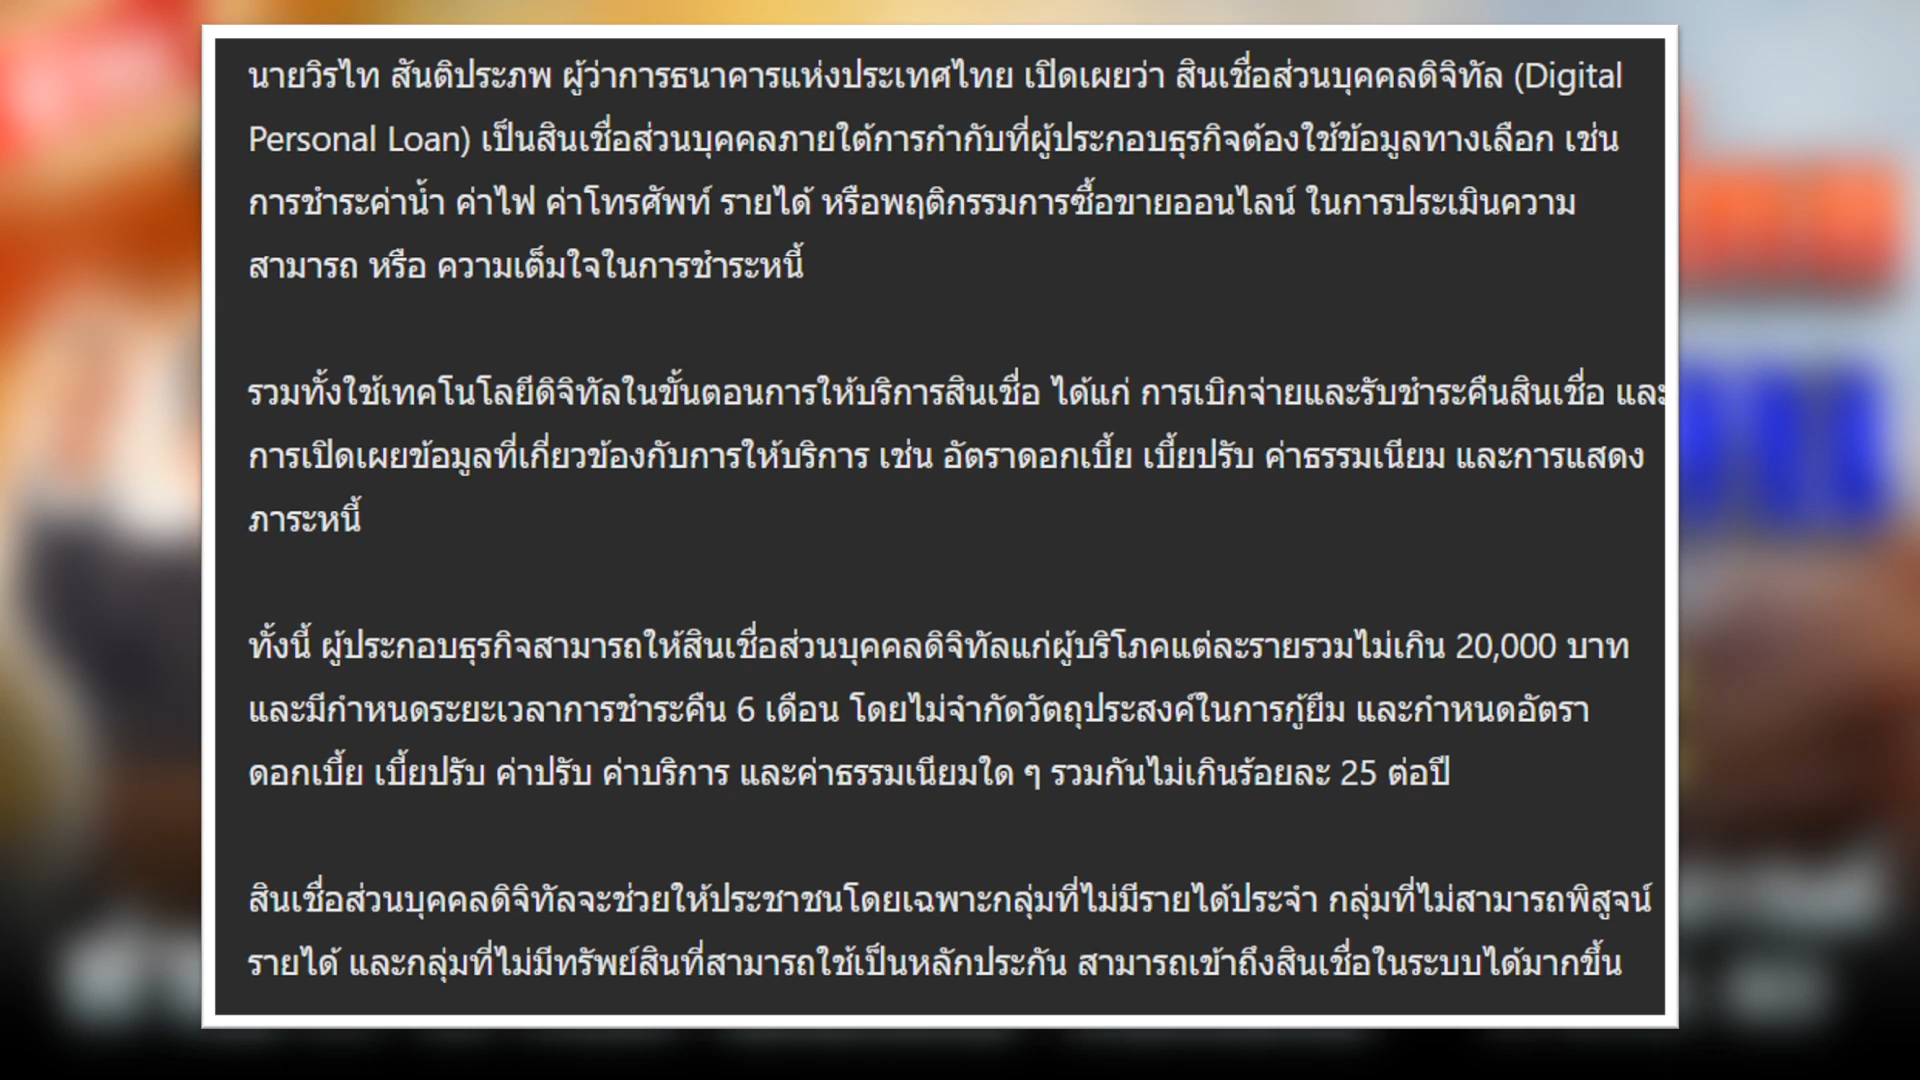 นายวิรไท สันติประภพ ผู้ว่าการธนาคารแห่งประเทศไทย เปิดเผยว่า สินเชื่อส่วนบุคคลดิจิทัล (Digital
Personal Loan) เป็นสินเชื่อส่วนบุคคลภายใต้การกำกับที่ผู้ประกอบธุรกิจต้องใช้ข้อมูลทางเลือก เช่น
การชำระค่าน้ำ ค่าไฟ ค่าโทรศัพท์ รายได้ หรือพฤติกรรมการซื้อขายออนไลน์ ในการประเมินความ
สามารถ หรือ ความเต็มใจในการชำระหนี้
รวมทั้งใช้เทคโนโลยีดิจิทัลในขั้นตอนการให้บริการสินเชื่อ ได้แก่ การเบิกจ่ายและรับชำระคืนสินเชื่อ และ
การเปิดเผยข้อมูลที่เกี่ยวข้องกับการให้บริการ เช่น อัตราดอกเบี้ย เบี้ยปรับ ค่าธรรมเนียม และการแสดง
ภาระหนี้
ทั้งนี้ ผู้ประกอบธุรกิจสามารถให้สินเชื่อส่วนบุคคลดิจิทัลแก่ผู้บริโภคแต่ละรายรวมไม่เกิน 20,000 บาท
และมีกำหนดระยะเวลาการชำระคืน 6 เดือน โดยไม่จำกัดวัตถุประสงค์ในการกู้ยืม และกำหนดอัตรา
ดอกเบี้ย เบี้ยปรับ ค่าปรับ ค่าบริการ และค่าธรรมเนียมใด ๆ รวมกันไม่เกินร้อยละ 25 ต่อปี
สินเชื่อส่วนบุคคลดิจิทัลจะช่วยให้ประชาชนโดยเฉพาะกลุ่มที่ไม่มีรายได้ประจำ กลุ่มที่ไม่สามารถพิสูจน์
รายได้ และกลุ่มที่ไม่มีทรัพย์สินที่สามารถใช้เป็นหลักประกัน สามารถเข้าถึงสินเชื่อในระบบได้มากขึ้น